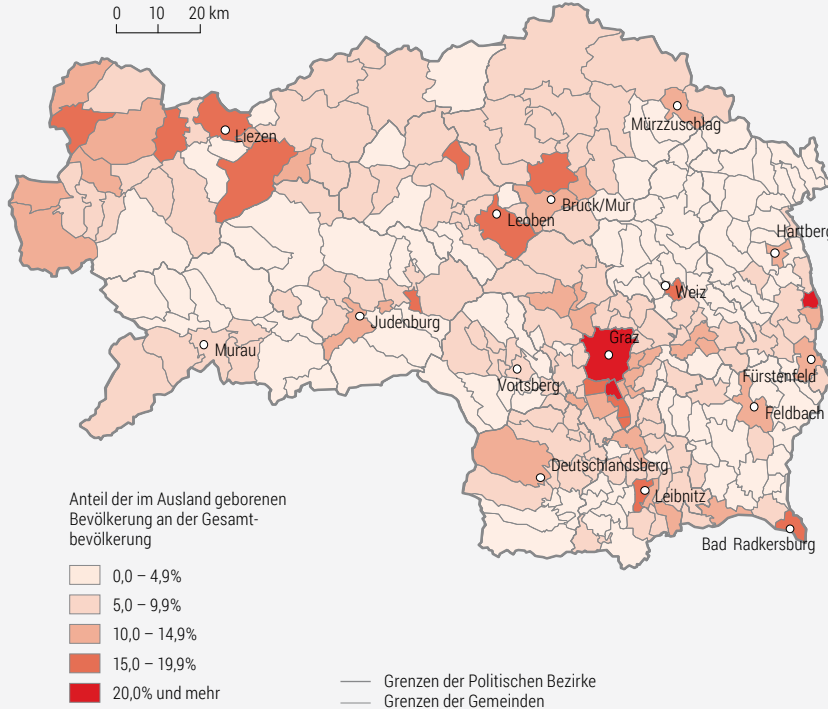 0,0 10 20 km
Liezen
Mürzzuschlag
Bruck/Mur
Leoben
Hartberg
Weiz
Judenburg
Graz
Murau
Voitsberg
Fürstenfeld
Feldbach
Deutschlandsberg
Leibnitz
Bad Radkersburg
Anteil der im Ausland geborenen
Bevölkerung an der Gesamt-
bevölkerung
0,0 – 4,9%
5,0 – 9,9%
10,0 – 14,9%
15,0 – 19,9%
20,0% und mehr
Grenzen der Politischen Bezirke
Grenzen der Gemeinden